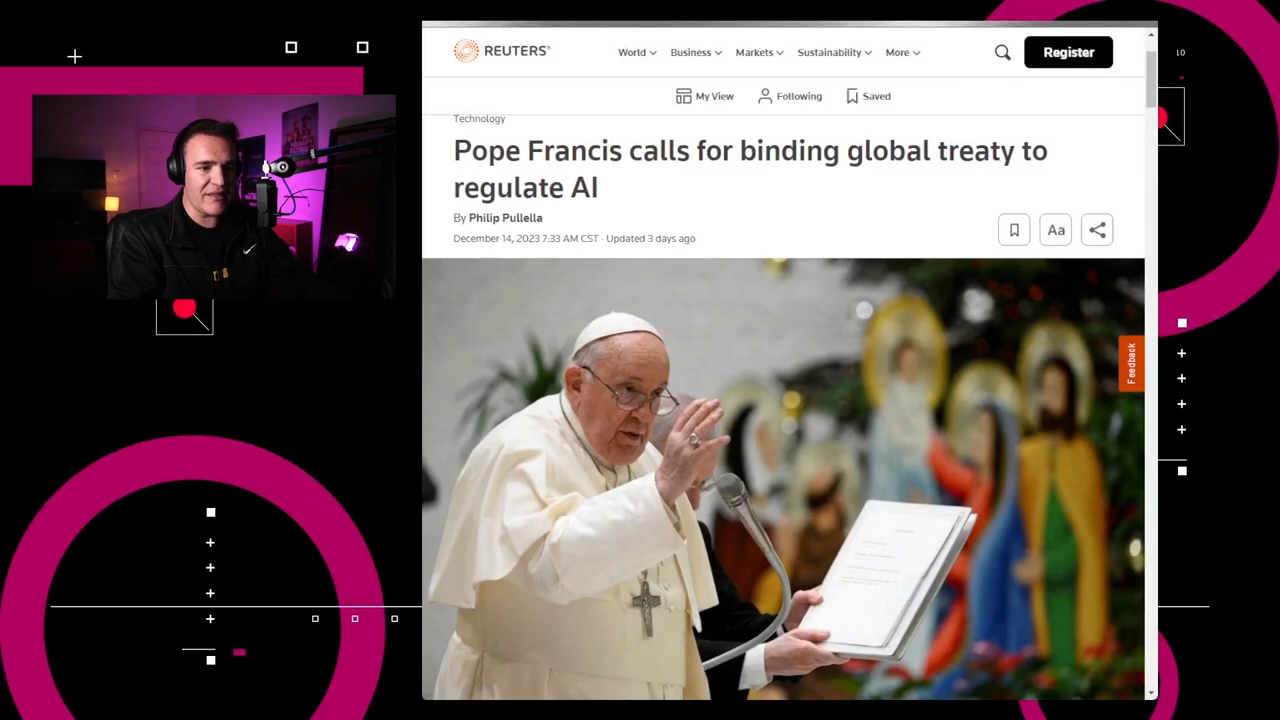 REUTERS®
World Business Markets Sustainability More
Register
My View Following Saved
Technology
Pope Francis calls for binding global treaty to
regulate AI
By Philip Pullella
December 14, 2023 7:33 AM CST · Updated 3 days ago
Aa
Feedback
10